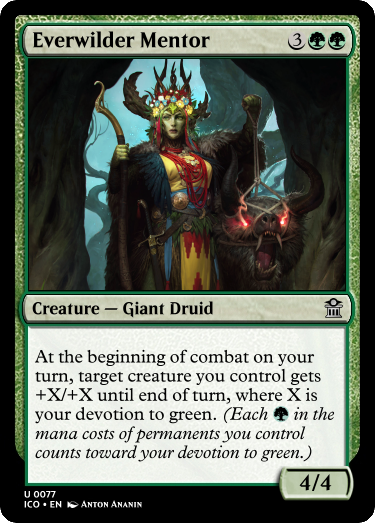 Everwilder Mentor 3
Creature — Giant Druid
At the beginning of combat on your
turn, target creature you control gets
+X/+X until end of turn, where X is
your devotion to green. (Each in the
mana costs of permanents you control
counts toward your devotion to green.)
4/4
U 0077
ICO • EN Anton Ananin